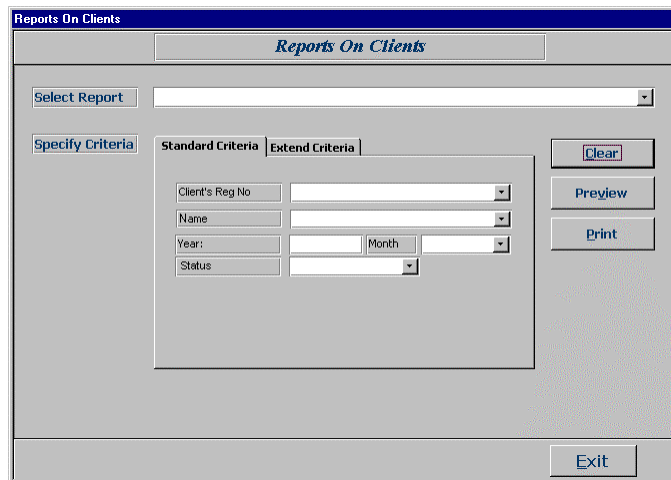 Reports On Clients
Reports On Clients
Select Report
Specify Criteria
Standard Criteria Extend Criteria
Client's Reg No
Name
Year: Month
Status
Clear
Preview
Print
Exit